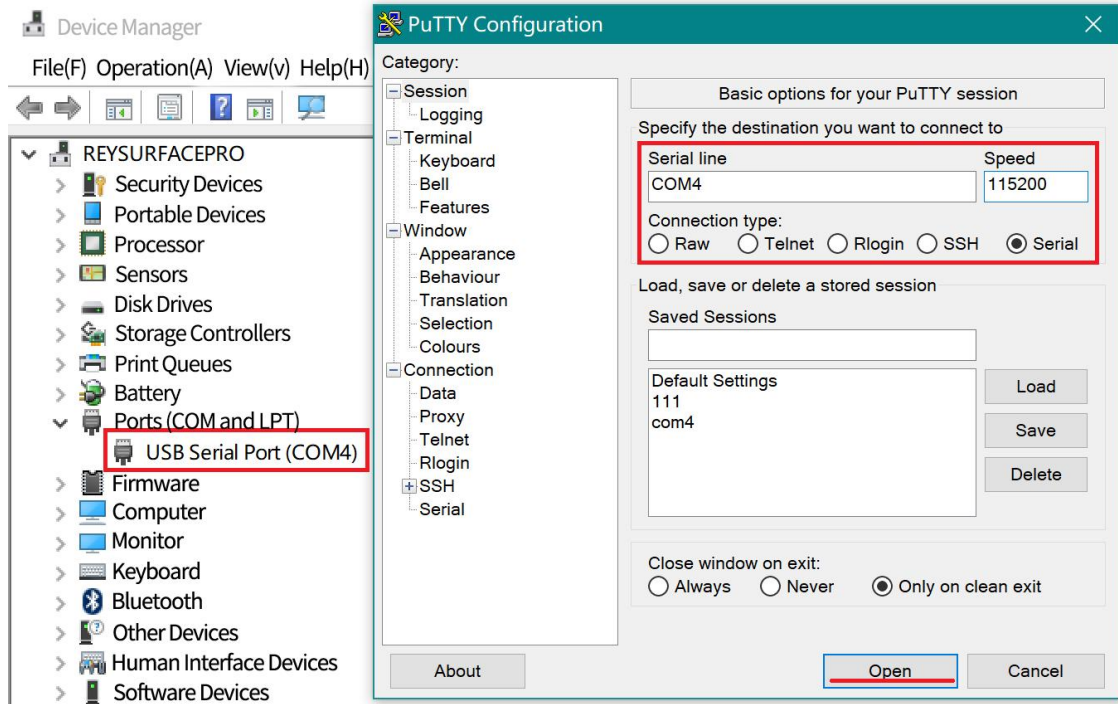 Device Manager
File(F) Operation(A) View(v) Help(H)
REYSURFACEPRO
Security Devices
Portable Devices
Processor
Sensors
Disk Drives
Storage Controllers
Print Queues
Battery
Ports (COM and LPT)
USB Serial Port (COM4)
Firmware
Computer
Monitor
Keyboard
Bluetooth
Other Devices
Human Interface Devices
Software Devices
PuTTY Configuration
Category:
Session
Logging
Terminal
Keyboard
Bell
Features
Window
Appearance
Behaviour
Translation
Selection
Colours
Connection
Data
Proxy
Telnet
Rlogin
SSH
Serial
Basic options for your PuTTY session
Specify the destination you want to connect to
Serial line Speed
COM4 115200
Connection type:
Raw Telnet Rlogin SSH Serial
Load, save or delete a stored session
Saved Sessions
Default Settings
111
com4
Load
Save
Delete
Close window on exit:
Always Never Only on clean exit
About Open Cancel